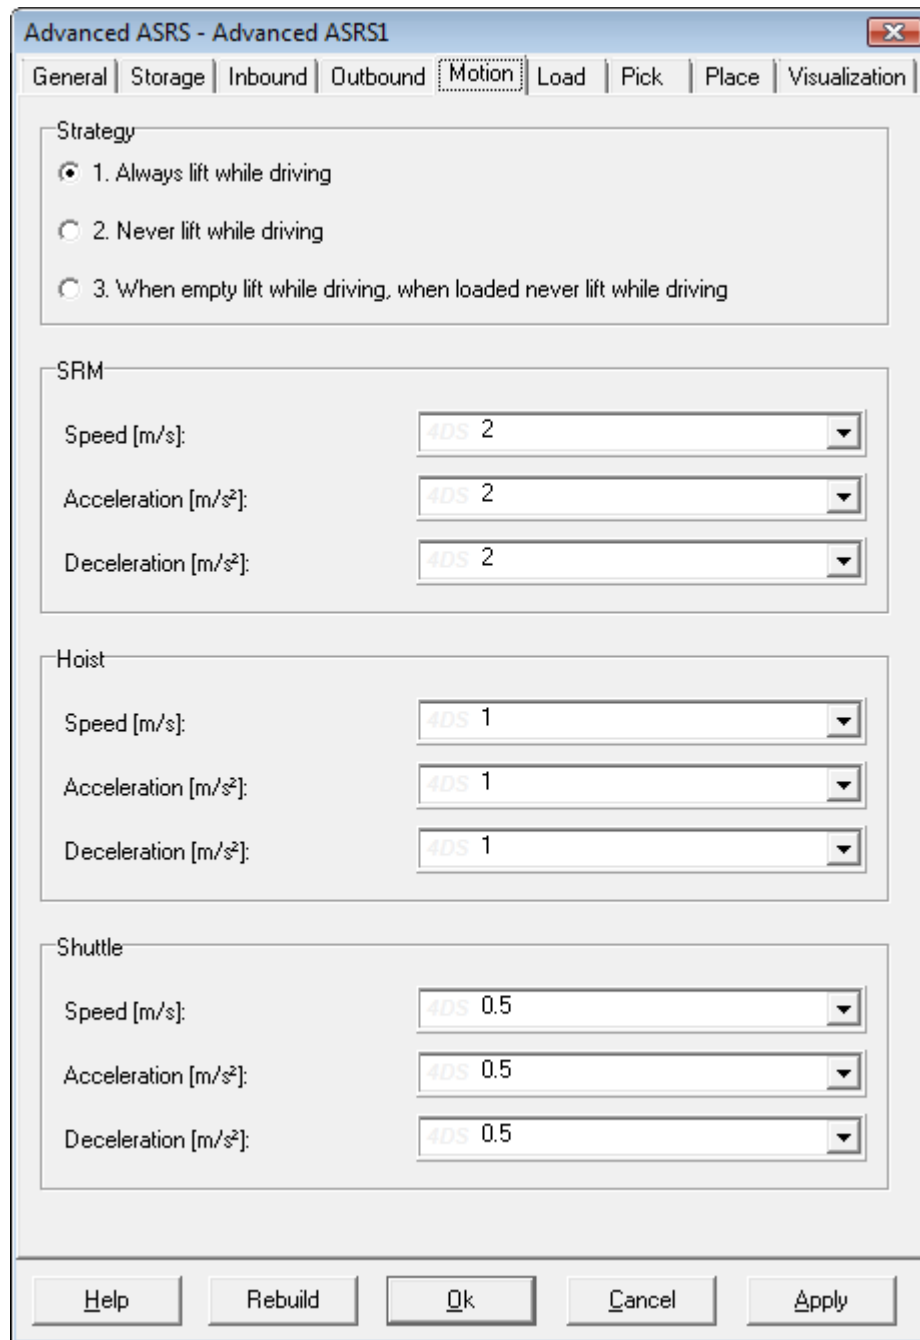 Advanced ASRS - Advanced ASRS1
General Storage Inbound Outbound Motion Load Pick Place Visualization
Strategy
1. Always lift while driving
2. Never lift while driving
3. When empty lift while driving, when loaded never lift while driving
SRM
Speed [m/s]: 4DS 2
Acceleration [m/s²]: 4DS 2
Deceleration [m/s²]: 4DS 2
Hoist
Speed [m/s]: 4DS 1
Acceleration [m/s²]: 4DS 1
Deceleration [m/s²]: 4DS 1
Shuttle
Speed [m/s]: 4DS 0.5
Acceleration [m/s²]: 4DS 0.5
Deceleration [m/s²]: 4DS 0.5
Help Rebuild Ok Cancel Apply